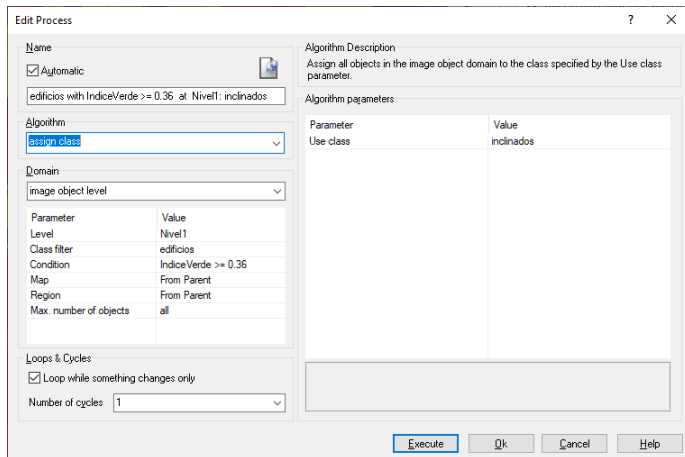 Edit Process
?
Name
Automatic
edificios with IndiceVerde >= 0.36 at Nivel1: inclinados
Algorithm
assign class
Domain
image object level
Parameter Value
Level Nivel1
Class filter edificios
Condition IndiceVerde >= 0.36
Map From Parent
Region From Parent
Max. number of objects all
Loops & Cycles
Loop while something changes only
Number of cycles 1
Algorithm Description
Assign all objects in the image object domain to the class specified by the Use class
parameter.
Algorithm parameters
Parameter Value
Use class inclinados
Execute Ok Cancel Help